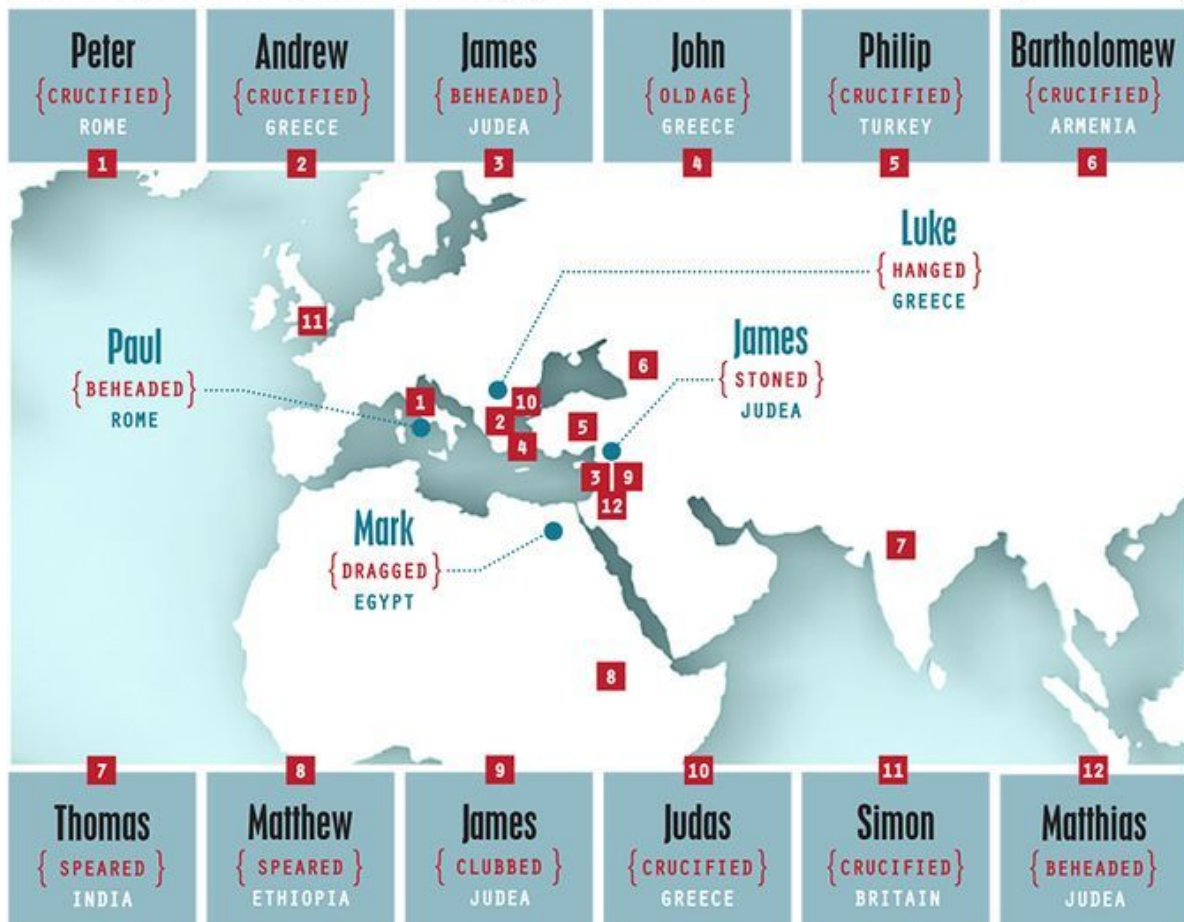 Peter
{CRUCIFIED}
ROME
1
Andrew
{CRUCIFIED}
GREECE
2
James
{BEHEADED}
JUDEA
3
John
{OLD AGE}
GREECE
4
Philip
{CRUCIFIED}
TURKEY
5
Bartholomew
{CRUCIFIED}
ARMENIA
6
Luke
{HANGED}
GREECE
11
Paul
{BEHEADED}
ROME
James
{STONED}
JUDEA
6
1
10
2
5
4
3
9
12
Mark
{DRAGGED}
EGYPT
7
8
7
Thomas
{SPEARED}
INDIA
8
Matthew
{SPEARED}
ETHIOPIA
9
James
{CLUBBED}
JUDEA
10
Judas
{CRUCIFIED}
GREECE
11
Simon
{CRUCIFIED}
BRITAIN
12
Matthias
{BEHEADED}
JUDEA